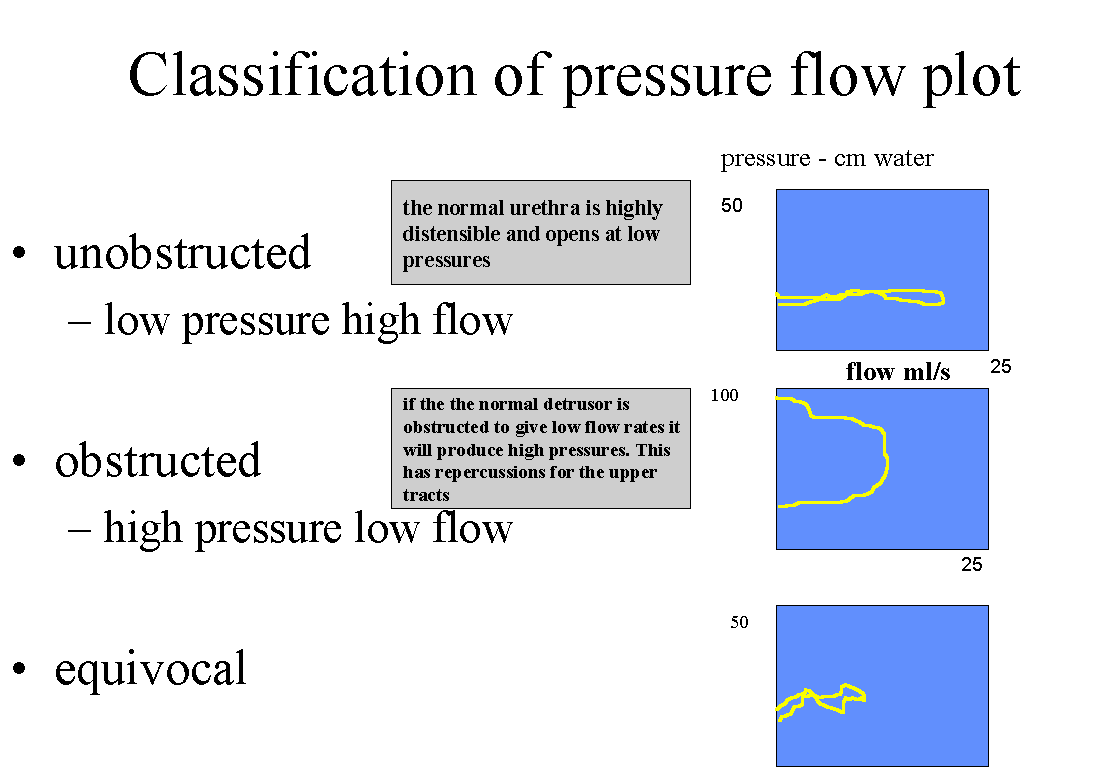 Classification of pressure flow plot
pressure - cm water
• unobstructed
– low pressure high flow
the normal urethra is highly
distensible and opens at low
pressures
50
flow ml/s
25
• obstructed
– high pressure low flow
if the the normal detrusor is
obstructed to give low flow rates it
will produce high pressures. This
has repercussions for the upper
tracts
100
25
• equivocal
50